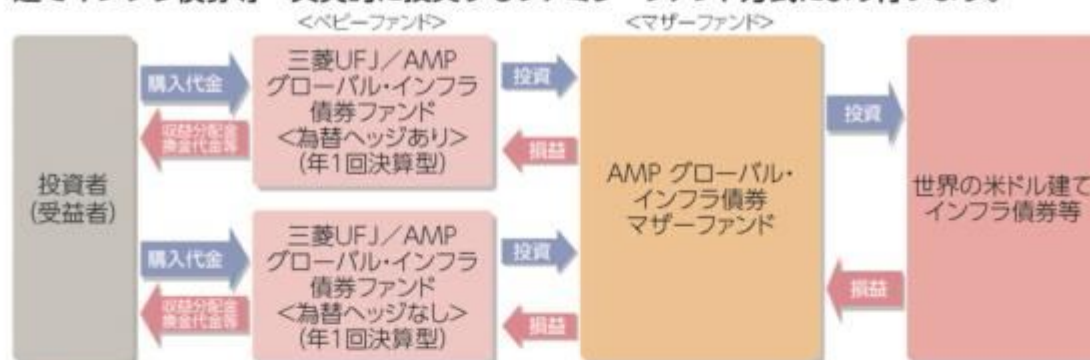 <ベビーファンド>
<マザーファンド>
投資者
(受益者)
購入代金
収益分配金
換金代金等
三菱UFJ/AMP
グローバル・インフラ
債券ファンド
<為替ヘッジあり>
(年1回決算型)
投資
損益
購入代金
収益分配金
換金代金等
三菱UFJ/AMP
グローバル・インフラ
債券ファンド
<為替ヘッジなし>
(年1回決算型)
投資
損益
AMP グローバル・
インフラ債券
マザーファンド
投資
損益
世界の米ドル建て
インフラ債券等